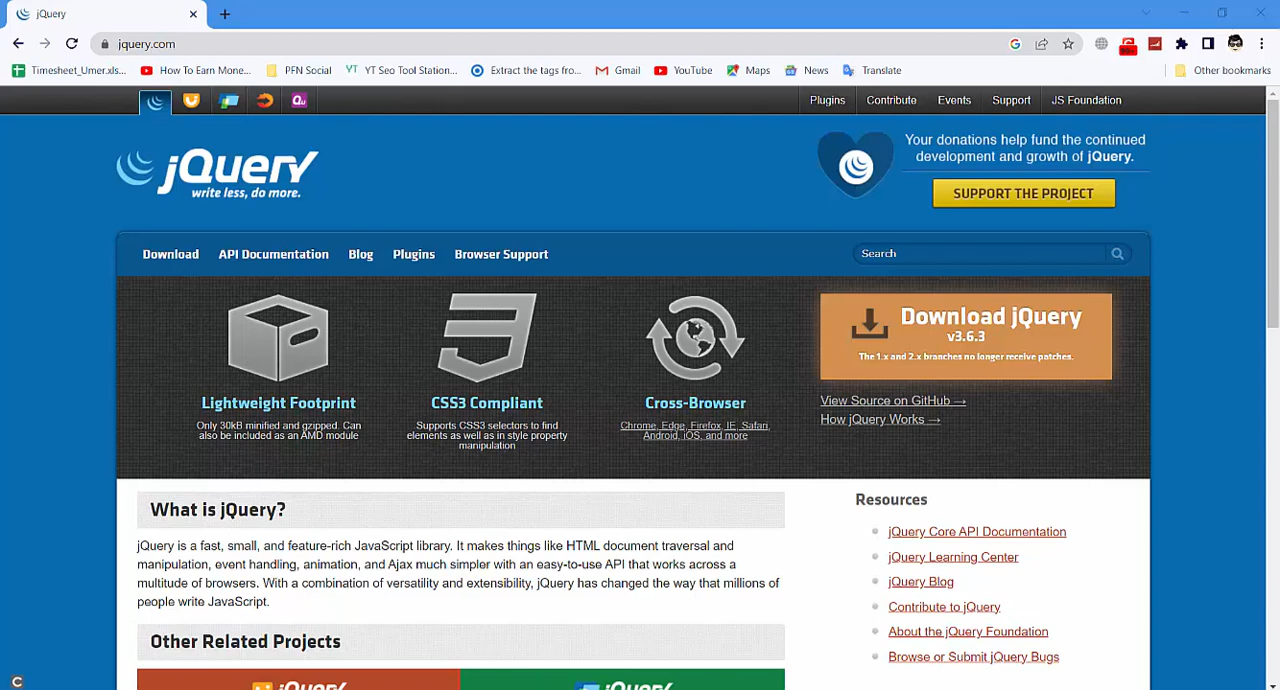 jQuery
jquery.com
Timesheet_Umer.xls... How To Earn Mone... PFN Social YT YT Seo Tool Station... Extract the tags fro... Gmail YouTube Maps News Translate Other bookmarks
Plugins Contribute Events Support JS Foundation
Your donations help fund the continued
development and growth of jQuery.
jQuery
write less, do more.
SUPPORT THE PROJECT
Download API Documentation Blog Plugins Browser Support Search
Download jQuery
v3.6.3
The 1.x and 2.x branches no longer receive patches.
Lightweight Footprint
Only 30kB minified and gzipped. Can
also be included as an AMD module
CSS3 Compliant
Supports CSS3 selectors to find
elements as well as in style property
manipulation
Cross-Browser
Chrome, Edge, Firefox, IE, Safari,
Android, iOS, and more
View Source on GitHub →
How jQuery Works →
What is jQuery?
jQuery is a fast, small, and feature-rich JavaScript library. It makes things like HTML document traversal and
manipulation, event handling, animation, and Ajax much simpler with an easy-to-use API that works across a
multitude of browsers. With a combination of versatility and extensibility, jQuery has changed the way that millions of
people write JavaScript.
Other Related Projects
jQuery jQuery
Resources
jQuery Core API Documentation
jQuery Learning Center
jQuery Blog
Contribute to jQuery
About the jQuery Foundation
Browse or Submit jQuery Bugs